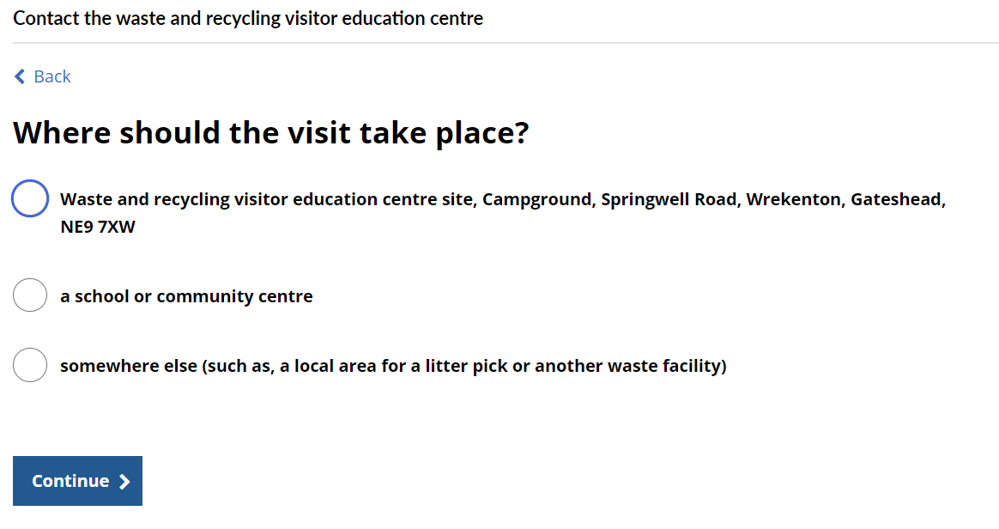 Contact the waste and recycling visitor education centre
Back
Where should the visit take place?
Waste and recycling visitor education centre site, Campground, Springwell Road, Wrekenton, Gateshead,
NE9 7XW
a school or community centre
somewhere else (such as, a local area for a litter pick or another waste facility)
Continue